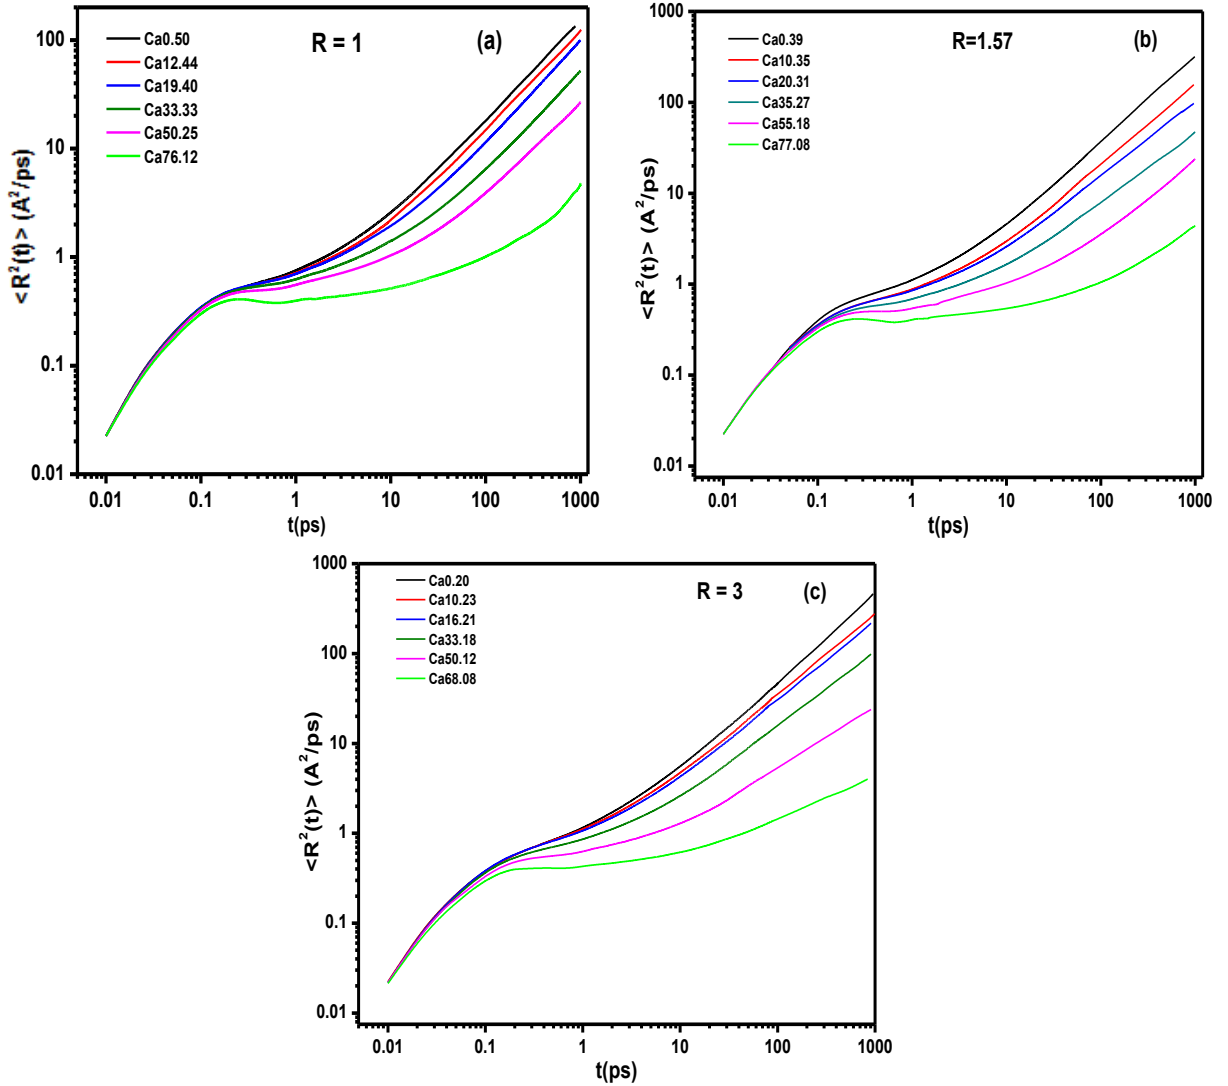 R = 1
(a)
Ca0.50
Ca12.44
Ca19.40
Ca33.33
Ca50.25
Ca76.12
100
10
1
0.1
0.01
<R²(t)> (A²/ps)
0.01
0.1
1
10
100
1000
t(ps)
R=1.57
(b)
Ca0.39
Ca10.35
Ca20.31
Ca35.27
Ca55.18
Ca77.08
1000
100
10
1
0.1
0.01
<R²(t)> (A²/ps)
0.01
0.1
1
10
100
1000
t(ps)
R = 3
(c)
Ca0.20
Ca10.23
Ca16.21
Ca33.18
Ca50.12
Ca68.08
1000
100
10
1
0.1
0.01
<R²(t)> (A²/ps)
0.01
0.1
1
10
100
1000
t(ps)